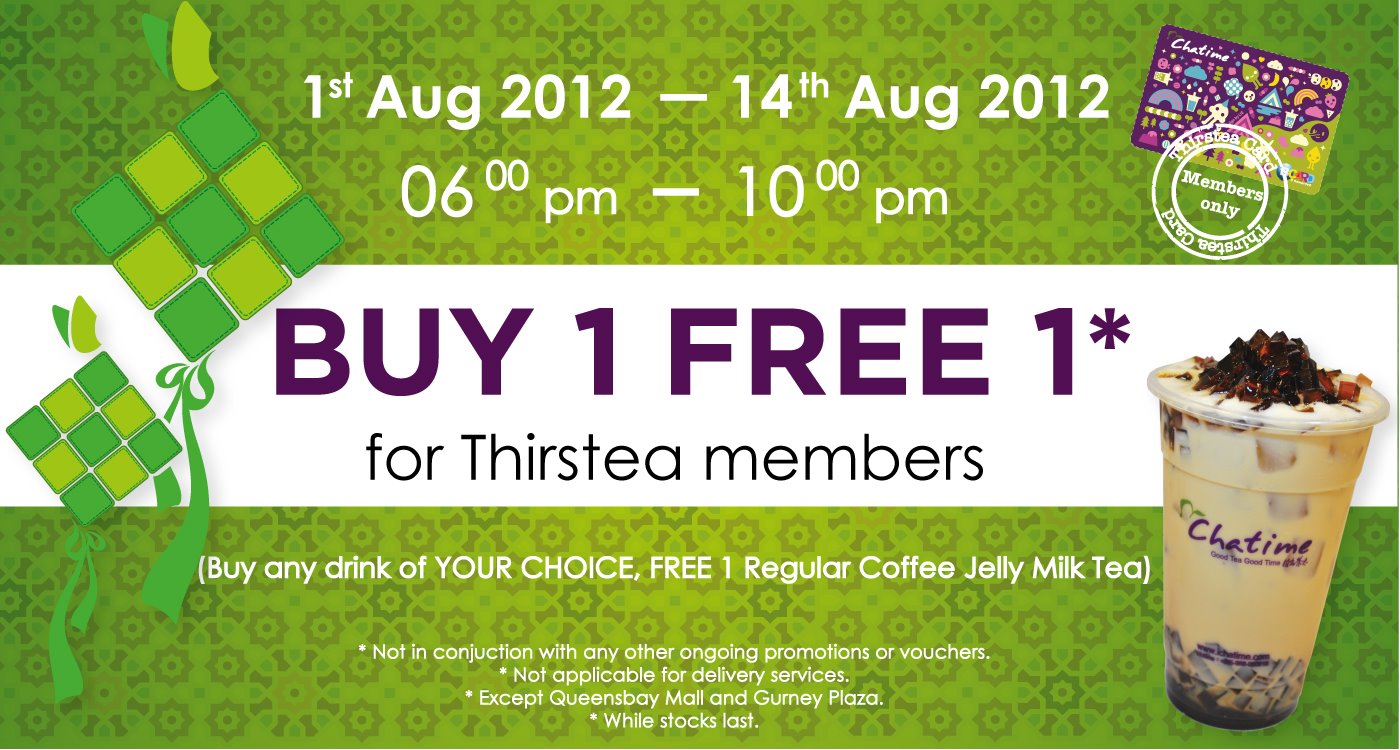 1st Aug 2012 — 14th Aug 2012
06 00 pm — 10 00 pm
Chatime
Thirstea Card
Members
only
Thirstea Card
BUY 1 FREE 1*
for Thirstea members
(Buy any drink of YOUR CHOICE, FREE 1 Regular Coffee Jelly Milk Tea)
Chatime
Good Tea Good Time
www.chatime.com
* Not in conjuction with any other ongoing promotions or vouchers.
* Not applicable for delivery services.
* Except Queensbay Mall and Gurney Plaza.
* While stocks last.